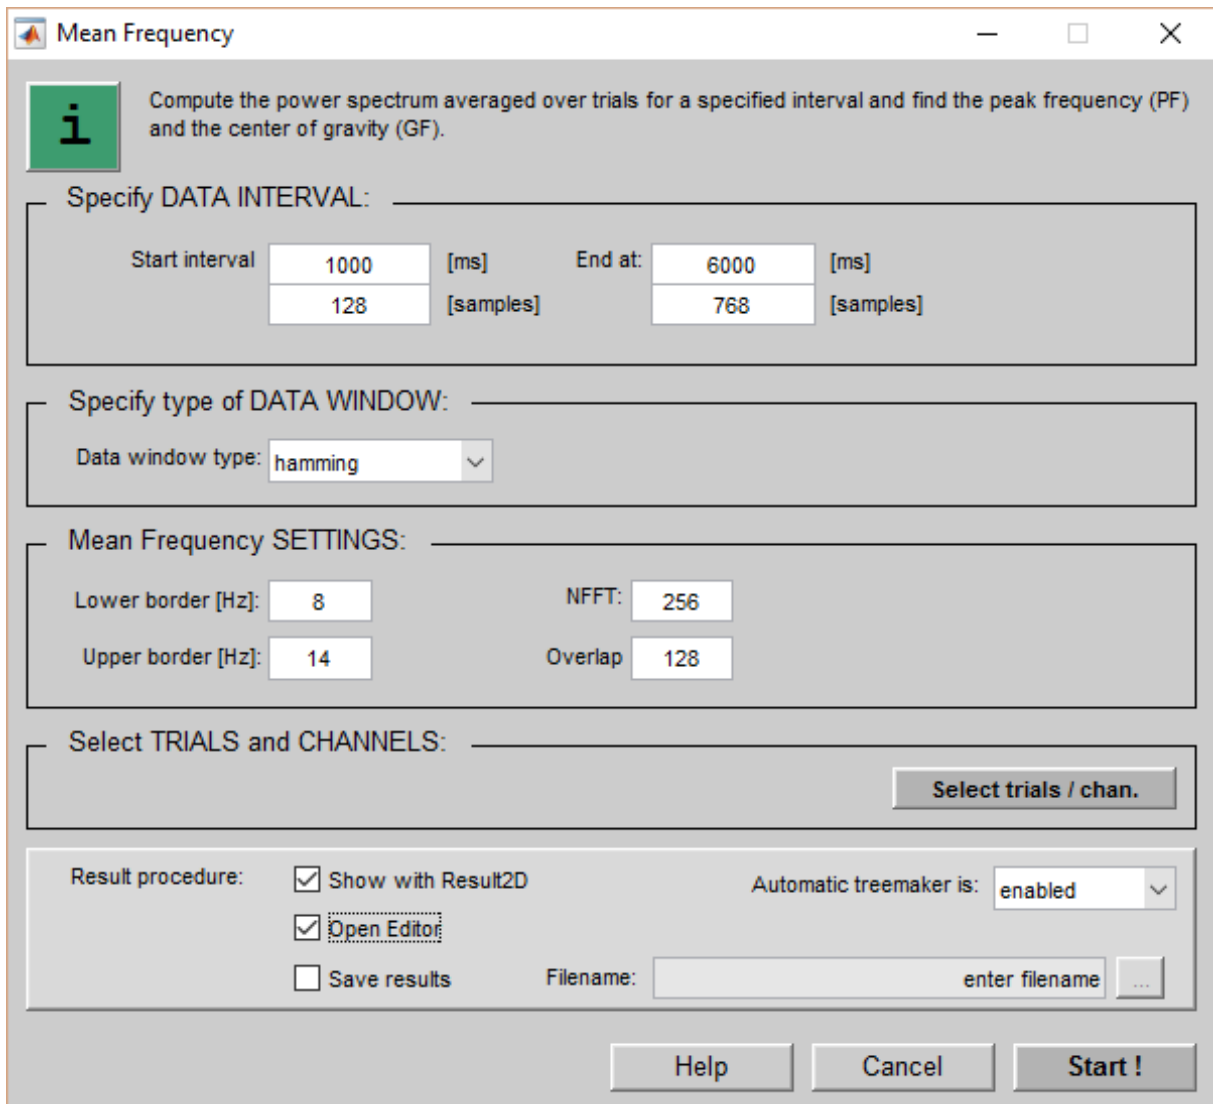 Mean Frequency
i
Compute the power spectrum averaged over trials for a specified interval and find the peak frequency (PF)
and the center of gravity (GF).
Specify DATA INTERVAL:
Start interval 1000 [ms] End at: 6000 [ms]
128 [samples] 768 [samples]
Specify type of DATA WINDOW:
Data window type: hamming
Mean Frequency SETTINGS:
Lower border [Hz]: 8 NFFT: 256
Upper border [Hz]: 14 Overlap 128
Select TRIALS and CHANNELS:
Select trials / chan.
Result procedure: Show with Result2D Automatic treemaker is: enabled
Open Editor
Save results Filename: enter filename ...
Help Cancel Start !